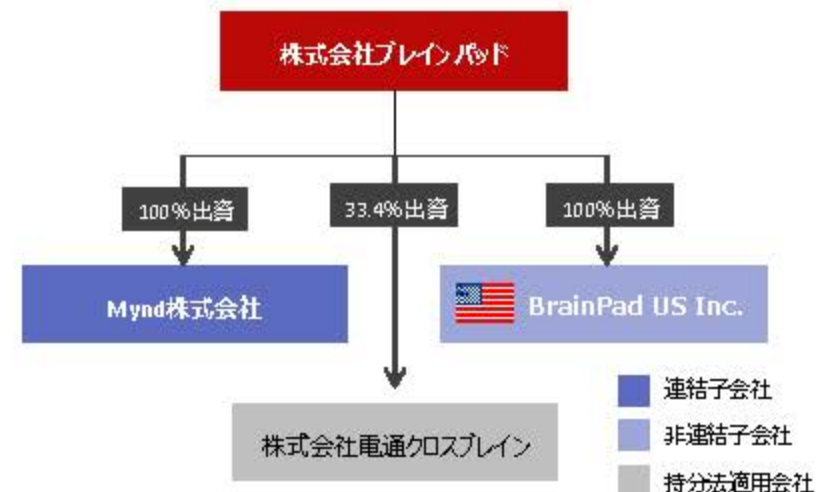 株式会社ブレインパッド
100%出資
33.4%出資
100%出資
Mynd株式会社
BrainPad US Inc.
株式会社電通クロスブレイン
連結子会社
非連結子会社
持分法適用会社